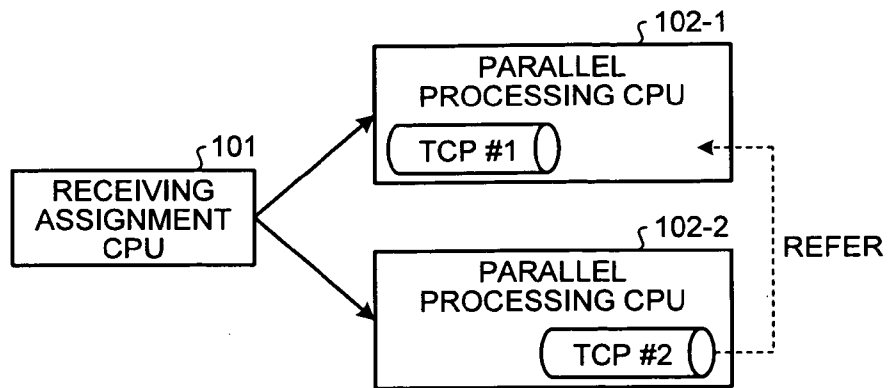 102-1
PARALLEL
PROCESSING CPU
TCP #1
101
RECEIVING
ASSIGNMENT
CPU
102-2
PARALLEL
PROCESSING CPU
TCP #2
REFER